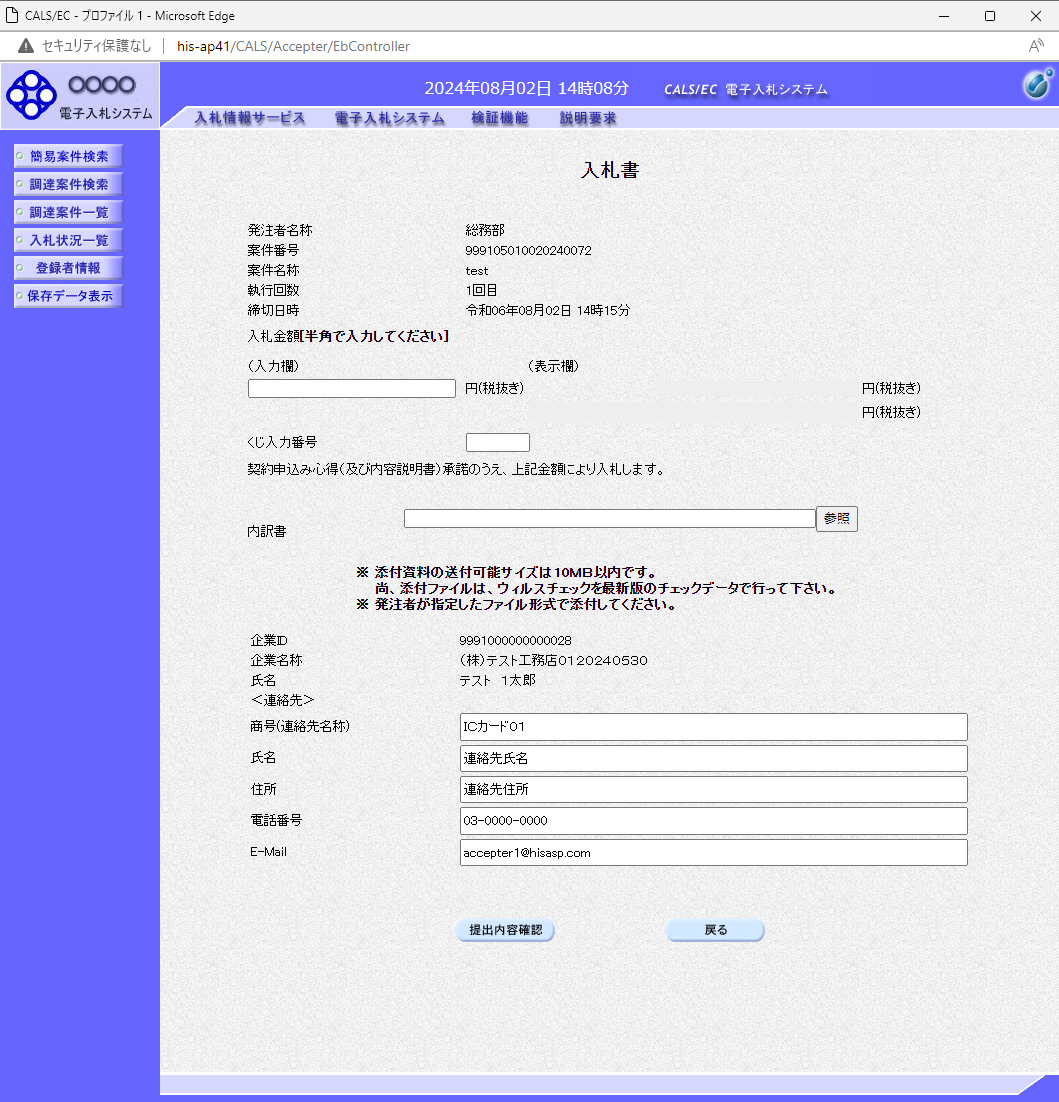 CALS/EC - プロファイル 1 - Microsoft Edge
セキュリティ保護なし | his-ap41/CALS/Accepter/EbController
○○○○
電子入札システム
2024年08月02日 14時08分
CALS/EC 電子入札システム
入札情報サービス 電子入札システム 検証機能 説明要求
簡易案件検索
調達案件検索
調達案件一覧
入札状況一覧
登録者情報
保存データ表示
入札書
発注者名称 総務部
案件番号 999105010020240072
案件名称 test
執行回数 1回目
締切日時 令和06年08月02日 14時15分
入札金額[半角で入力してください]
(入力欄) (表示欄)
円(税抜き) 円(税抜き)
円(税抜き)
くじ入力番号
契約申込み心得(及び内容説明書)承諾のうえ、上記金額により入札します。
内訳書 参照
※ 添付資料の送付可能サイズは10MB以内です。
尚、添付ファイルは、ウィルスチェックを最新版のチェックデータで行って下さい。
※ 発注者が指定したファイル形式で添付してください。
企業ID 9991000000000028
企業名称 (株)テスト工務店0120240530
氏名 テスト 1太郎
<連絡先>
商号(連絡先名称) ICカード01
氏名 連絡先氏名
住所 連絡先住所
電話番号 03-0000-0000
E-Mail accepter1@hisasp.com
提出内容確認 戻る